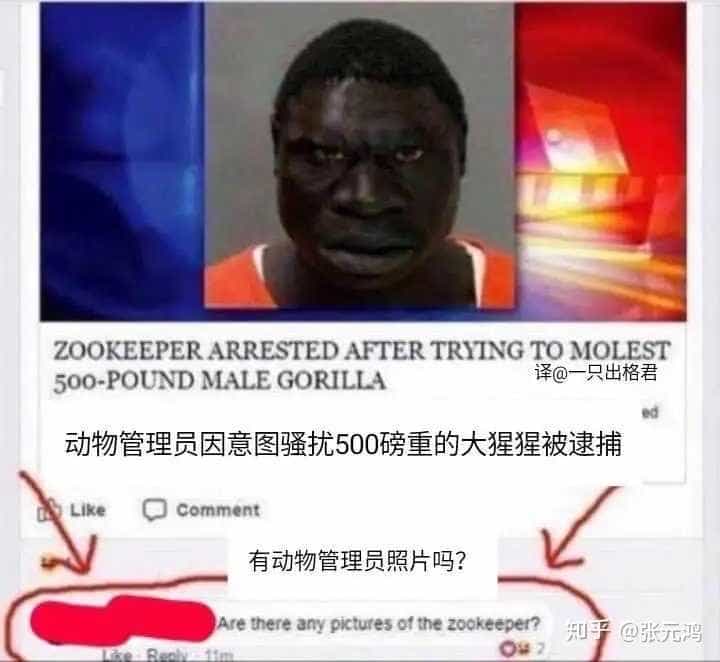 ZOOKEEPER ARRESTED AFTER TRYING TO MOLEST
500-POUND MALE GORILLA
译@一只出格君
ed
动物管理员因意图骚扰500磅重的大猩猩被逮捕
Like Comment
有动物管理员照片吗?
Are there any pictures of the zookeeper?
2
Like · Reply · 11m
知乎 @张元鸿